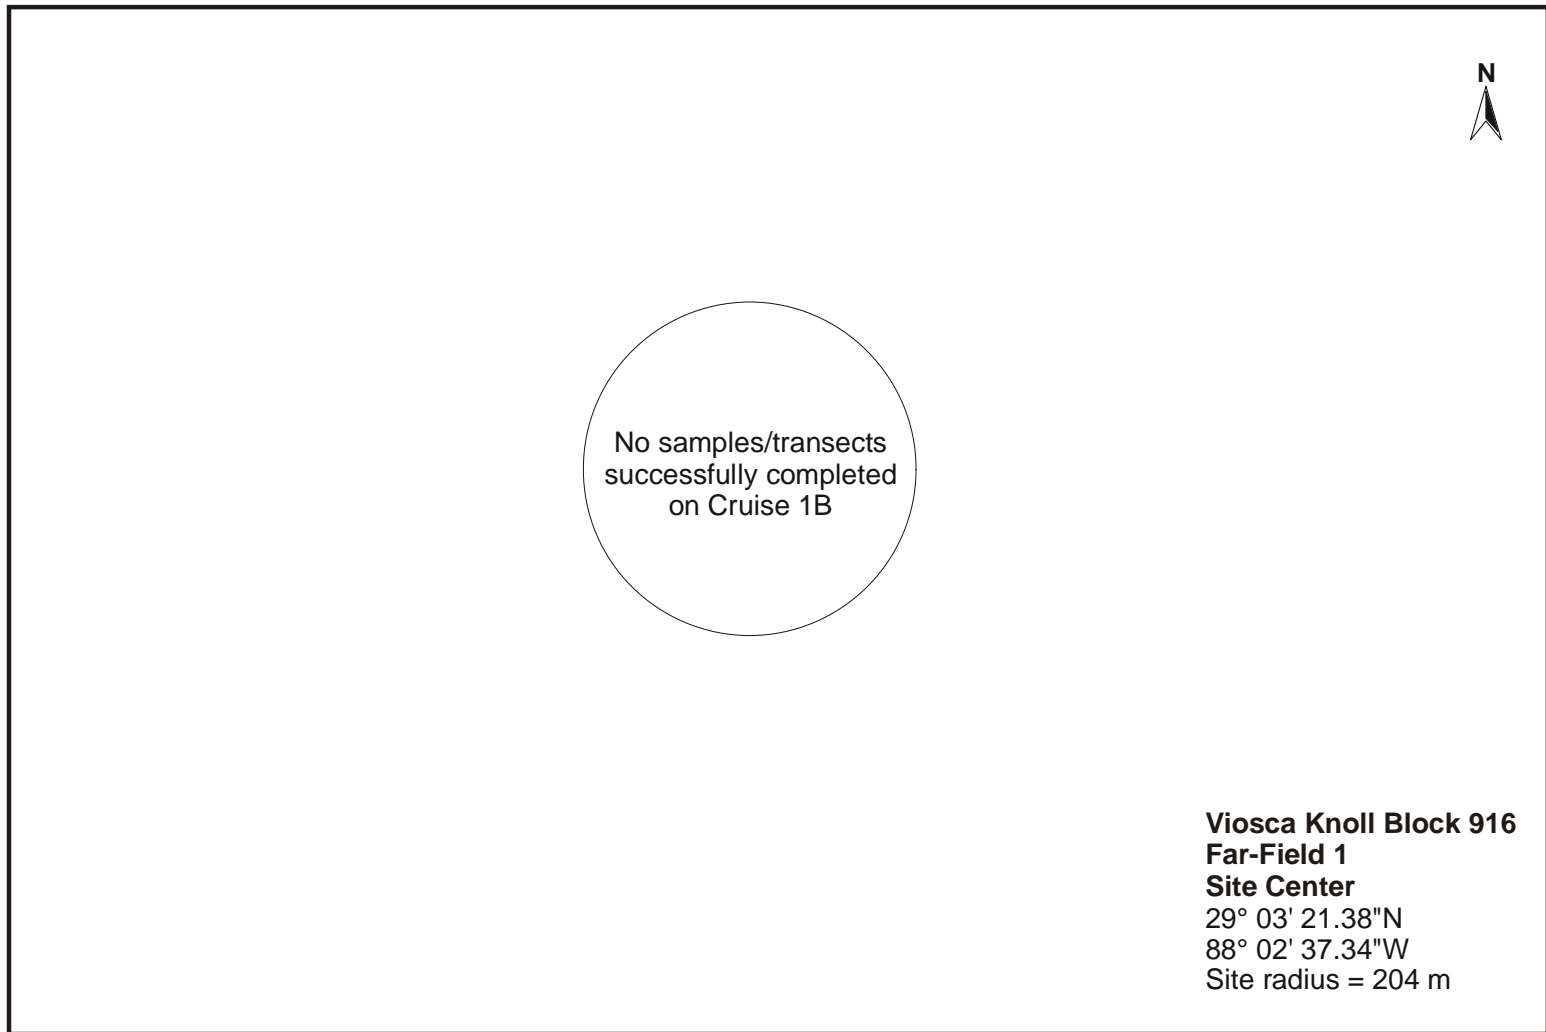 N
No samples/transects
successfully completed
on Cruise 1B
Viosca Knoll Block 916
Far-Field 1
Site Center
29° 03' 21.38"N
88° 02' 37.34"W
Site radius = 204 m